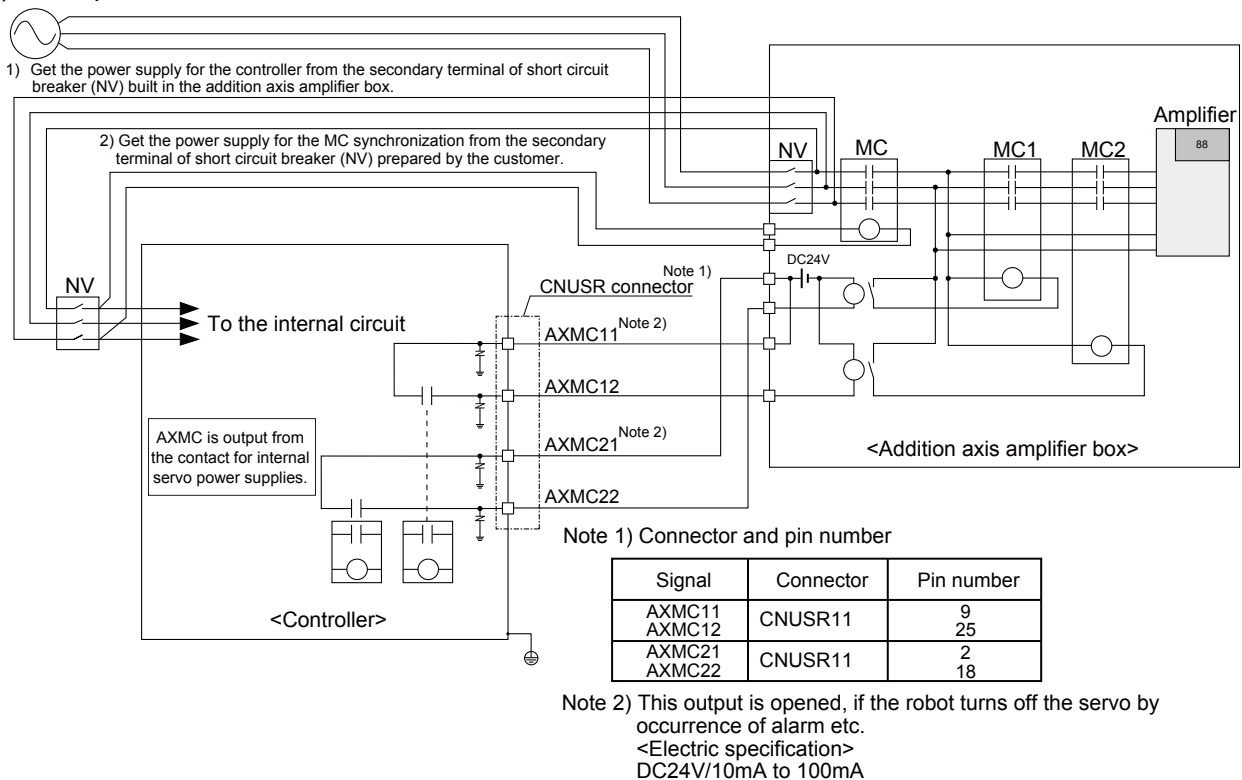 1) Get the power supply for the controller from the secondary terminal of short circuit
breaker (NV) built in the addition axis amplifier box.
2) Get the power supply for the MC synchronization from the secondary
terminal of short circuit breaker (NV) prepared by the customer.
Amplifier
88
NV
MC
MC1
MC2
DC24V
NV
To the internal circuit
Note 1)
CNUSR connector
AXMC11 Note 2)
AXMC12
AXMC21 Note 2)
AXMC22
AXMC is output from
the contact for internal
servo power supplies.
<Addition axis amplifier box>
<Controller>
Note 1) Connector and pin number
Signal Connector Pin number
AXMC11 CNUSR11 9
AXMC12 25
AXMC21 CNUSR11 2
AXMC22 18
Note 2) This output is opened, if the robot turns off the servo by
occurrence of alarm etc.
<Electric specification>
DC24V/10mA to 100mA